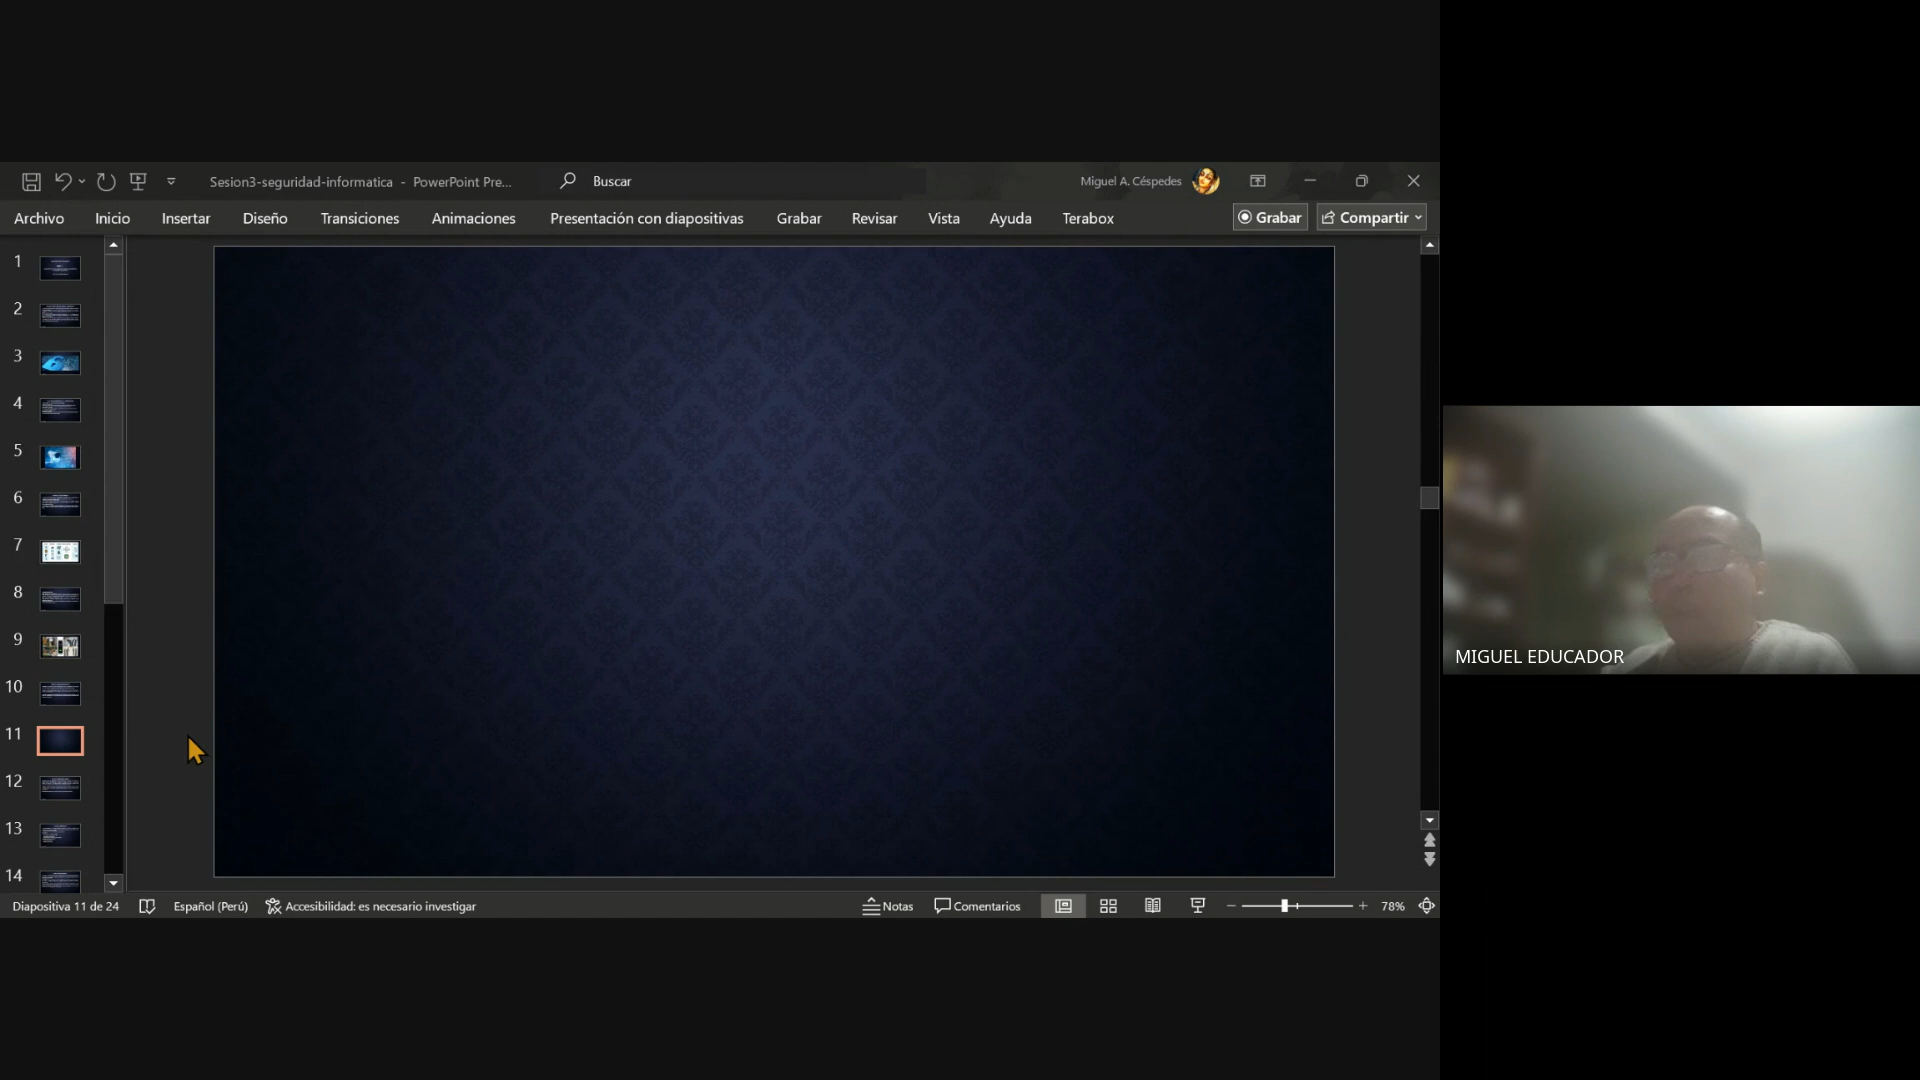 Sesion3-seguridad-informatica - PowerPoint Pre...
Buscar
Miguel A. Céspedes
Archivo Inicio Insertar Diseño Transiciones Animaciones Presentación con diapositivas Grabar Revisar Vista Ayuda Terabox Grabar Compartir
1
2
3
4
5
6
7
8
9
10
11
12
13
14
MIGUEL EDUCADOR
Diapositiva 11 de 24 Español (Perú) Accesibilidad: es necesario investigar Notas Comentarios 78%